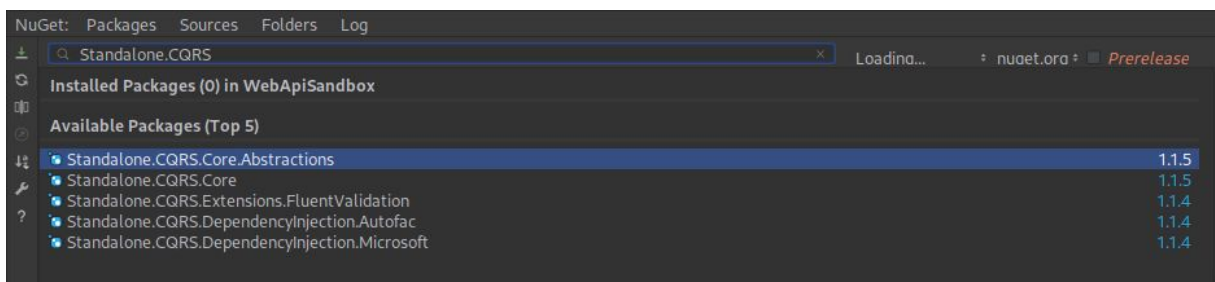 NuGet: Packages Sources Folders Log
Standalone.CQRS × Loading... nuget.org Prerelease
Installed Packages (0) in WebApiSandbox
Available Packages (Top 5)
Standalone.CQRS.Core.Abstractions 1.1.5
Standalone.CQRS.Core 1.1.5
Standalone.CQRS.Extensions.FluentValidation 1.1.4
Standalone.CQRS.DependencyInjection.Autofac 1.1.4
? Standalone.CQRS.DependencyInjection.Microsoft 1.1.4